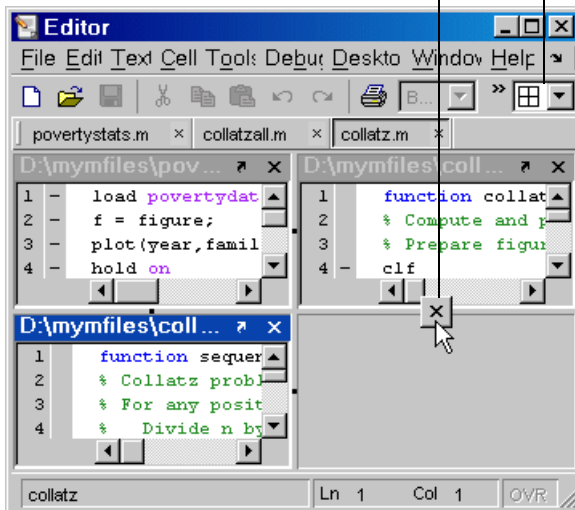 Editor
File Edit Text Cell Tools Debug Deskto Window Help
B...
povertystats.m collatzall.m collatz.m
D:\mymfiles\pov...
1 - load povertydat
2 - f = figure;
3 - plot(year,famil
4 - hold on
D:\mymfiles\coll...
1 function collat
2 % Compute and p
3 % Prepare figur
4 - clf
D:\mymfiles\coll...
1 function sequer
2 % Collatz probl
3 % For any posit
4 % Divide n by
collatz Ln 1 Col 1 OVR